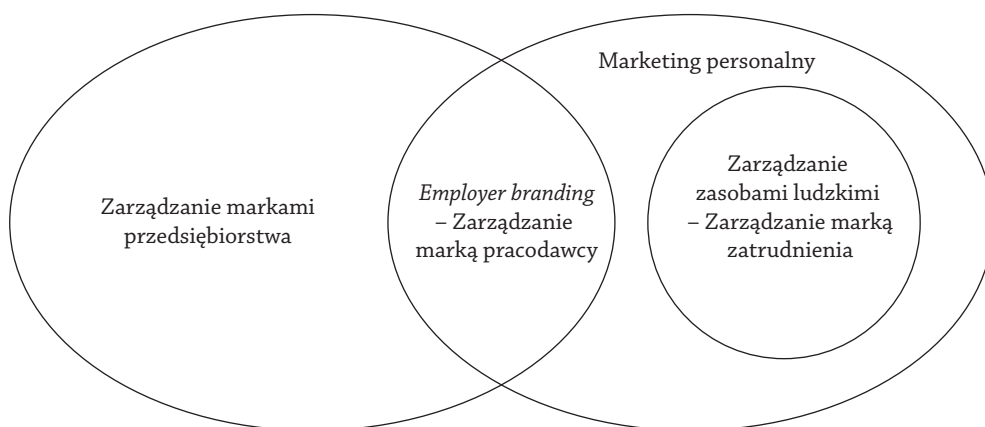 Marketing personalny
Zarządzanie markami
przedsiębiorstwa
Employer branding
– Zarządzanie
marką pracodawcy
Zarządzanie
zasobami ludzkimi
– Zarządzanie marką
zatrudnienia